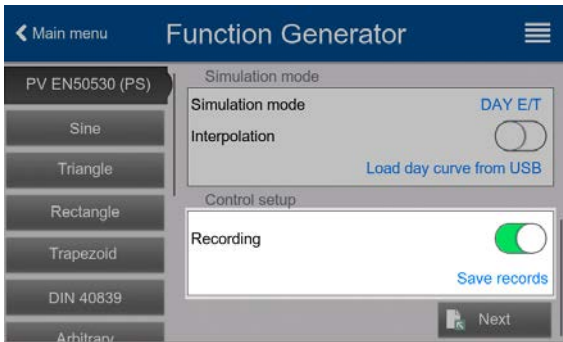 Main menu
Function Generator
PV EN50530 (PS)
Sine
Triangle
Rectangle
Trapezoid
DIN 40839
Arbitrary
Simulation mode
Simulation mode DAY E/T
Interpolation
Load day curve from USB
Control setup
Recording
Save records
Next